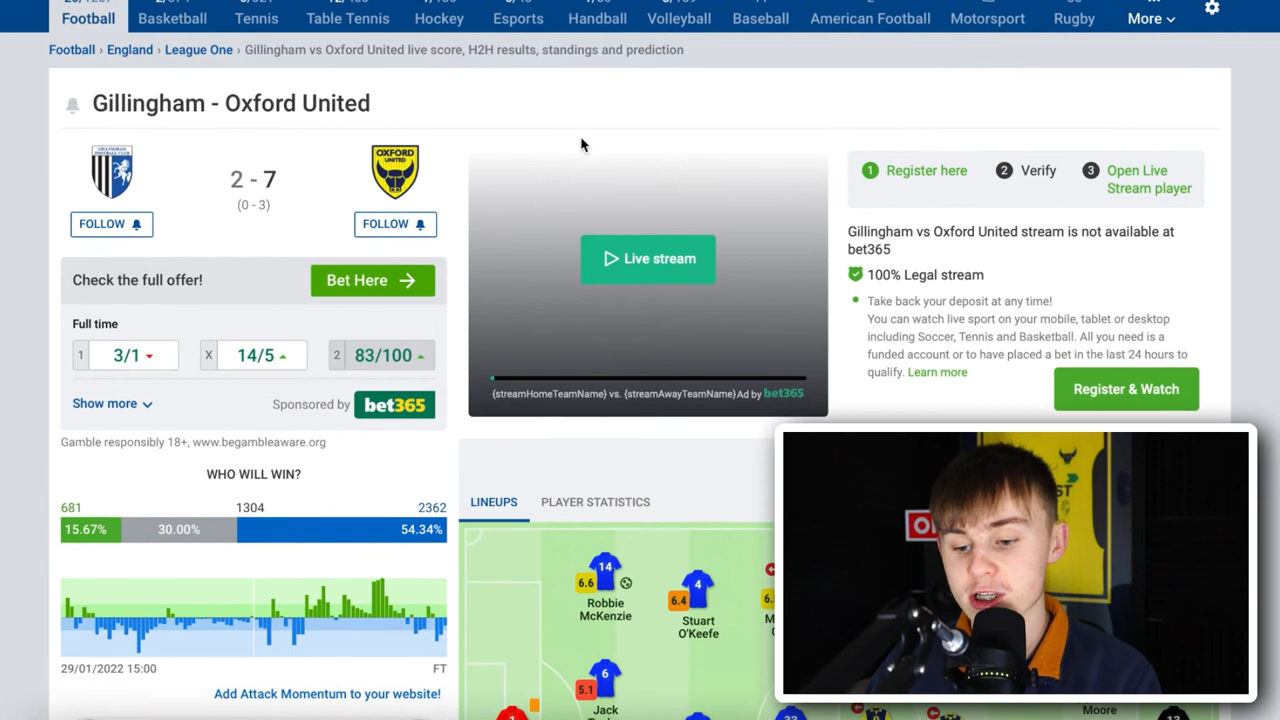 Football
Basketball
Tennis
Table Tennis
Hockey
Esports
Handball
Volleyball
Baseball
American Football
Motorsport
Rugby
More
Football › England › League One › Gillingham vs Oxford United live score, H2H results, standings and prediction
Gillingham - Oxford United
2 - 7
(0 - 3)
OXFORD
UNITED
FOLLOW
FOLLOW
Check the full offer!
Bet Here
Full time
1 3/1
X 14/5
2 83/100
Show more
Sponsored by bet365
Gamble responsibly 18+, www.begambleaware.org
WHO WILL WIN?
681 1304 2362
15.67% 30.00% 54.34%
29/01/2022 15:00 FT
Add Attack Momentum to your website!
Live stream
{streamHomeTeamName} vs. {streamAwayTeamName} Ad by bet365
1 Register here
2 Verify
3 Open Live
Stream player
Gillingham vs Oxford United stream is not available at
bet365
100% Legal stream
Take back your deposit at any time!
You can watch live sport on your mobile, tablet or desktop
including Soccer, Tennis and Basketball. All you need is a
funded account or to have placed a bet in the last 24 hours to
qualify. Learn more
Register & Watch
LINEUPS
PLAYER STATISTICS
14
6.6
Robbie
McKenzie
4
6.4
Stuart
O'Keefe
6
5.1
Jack
Moore